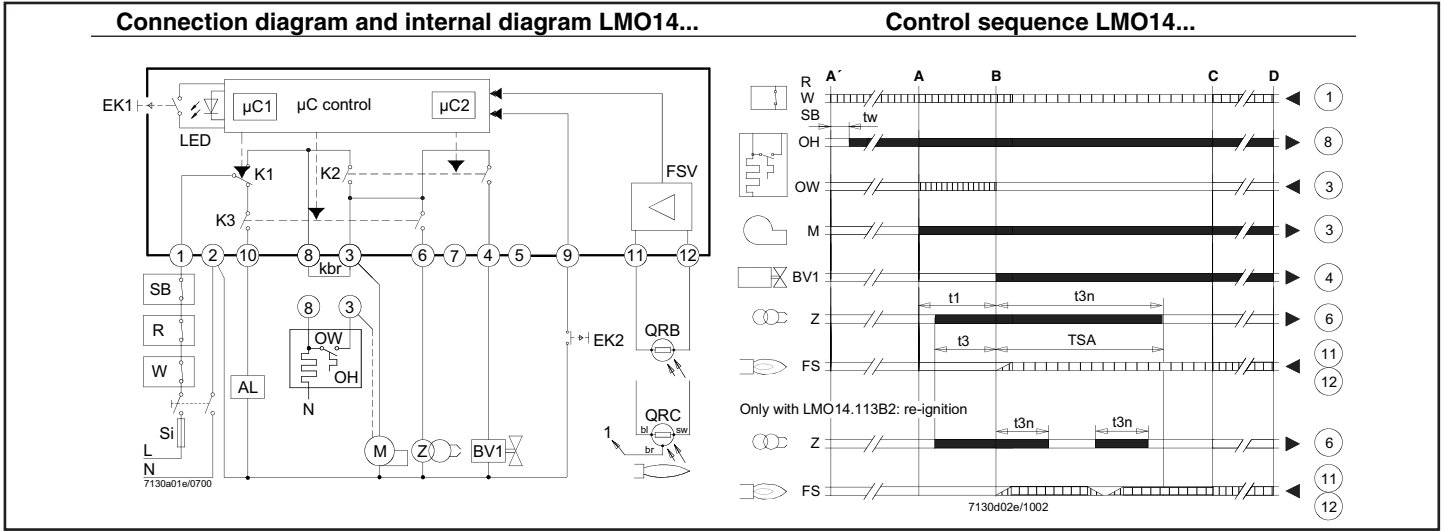 Connection diagram and internal diagram LMO14...
EK1
LED
µC1
µC control
µC2
K1
K2
FSV
K3
1
2
10
8
3
6
7
4
5
9
11
12
kbr
SB
R
W
Si
L
N
7130a01e/0700
AL
8
3
OW
OH
N
M
Z
BV1
EK2
QRB
QRC
bl
sw
br
1
Control sequence LMO14...
A´
A
B
C
D
R
W
SB
1
tw
OH
8
OW
3
M
3
BV1
4
t1
t3n
Z
6
t3
TSA
FS
11
12
Only with LMO14.113B2: re-ignition
t3n
t3n
Z
6
FS
11
12
7130d02e/1002